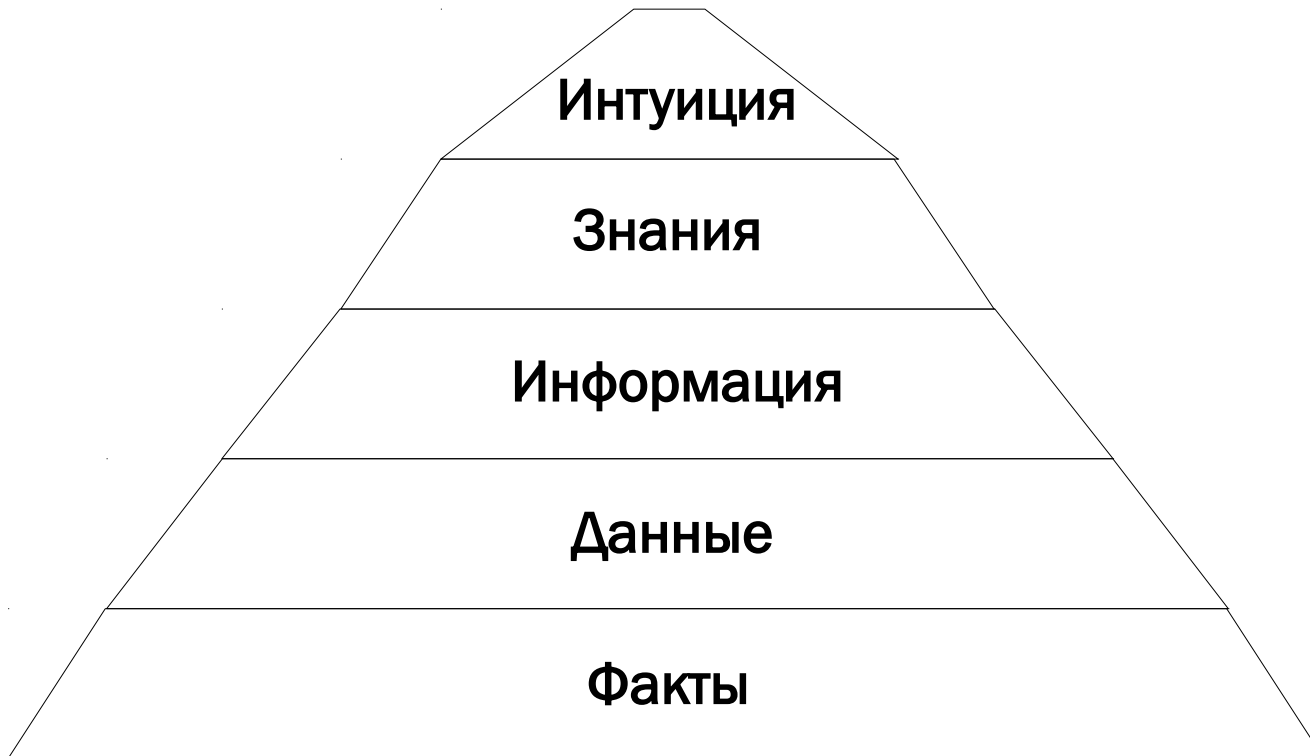 Интуиция
Знания
Информация
Данные
Факты